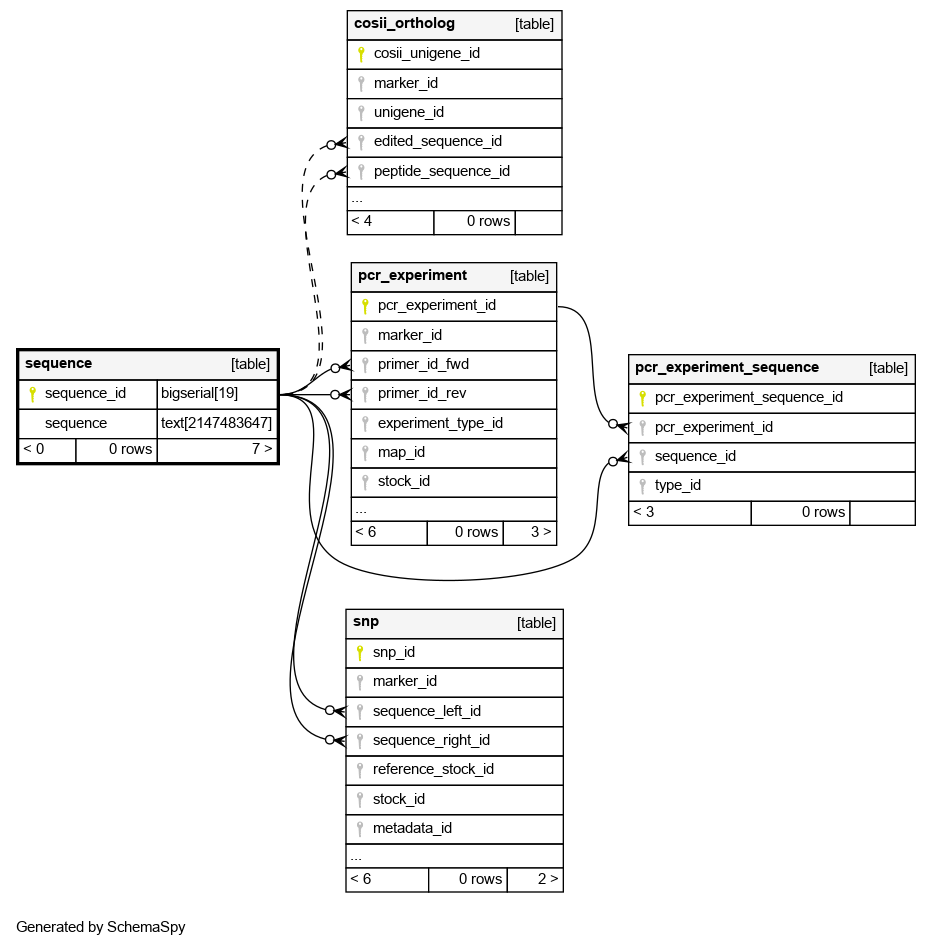 cosii_ortholog [table]
cosii_unigene_id
marker_id
unigene_id
edited_sequence_id
peptide_sequence_id
...
< 4 0 rows
pcr_experiment [table]
pcr_experiment_id
marker_id
primer_id_fwd
primer_id_rev
experiment_type_id
map_id
stock_id
...
< 6 0 rows 3 >
sequence [table]
sequence_id bigserial[19]
sequence text[2147483647]
< 0 0 rows 7 >
pcr_experiment_sequence [table]
pcr_experiment_sequence_id
pcr_experiment_id
sequence_id
type_id
< 3 0 rows
snp [table]
snp_id
marker_id
sequence_left_id
sequence_right_id
reference_stock_id
stock_id
metadata_id
...
< 6 0 rows 2 >
Generated by SchemaSpy